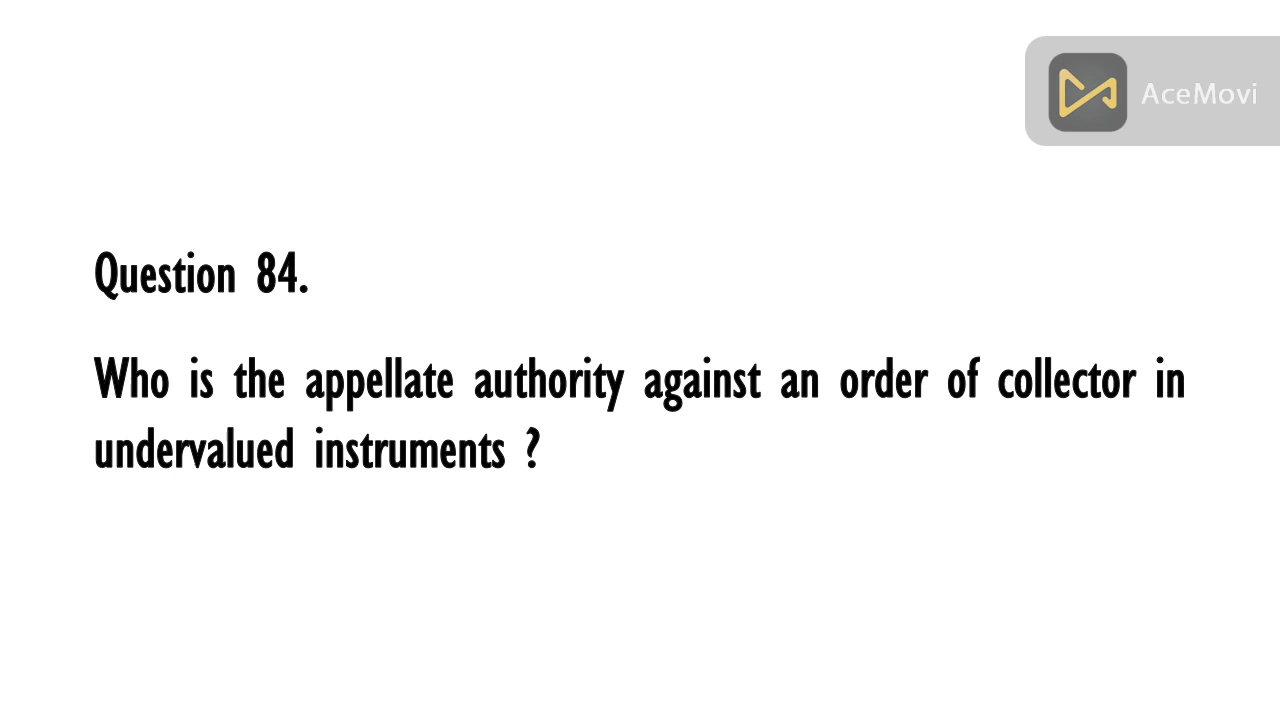 AceMovi
Question 84.
Who is the appellate authority against an order of collector in
undervalued instruments ?